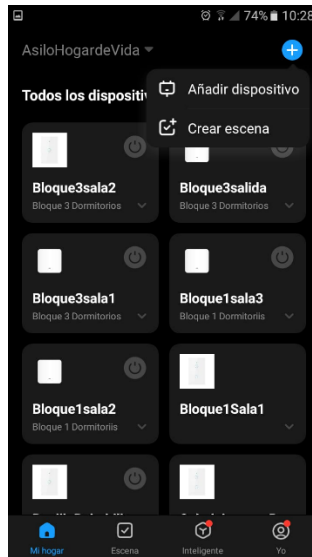 74% 10:28
AsiloHogardeVida
Añadir dispositivo
Todos los dispositi
Crear escena
Bloque3sala2
Bloque 3 Dormitorios
Bloque3salida
Bloque 3 Dormitorios
Bloque3sala1
Bloque 3 Dormitorios
Bloque1sala3
Bloque 1 Dormitoriis
Bloque1sala2
Bloque 1 Dormitoriis
Bloque1Sala1
Mi hogar
Escena
Inteligente
Yo